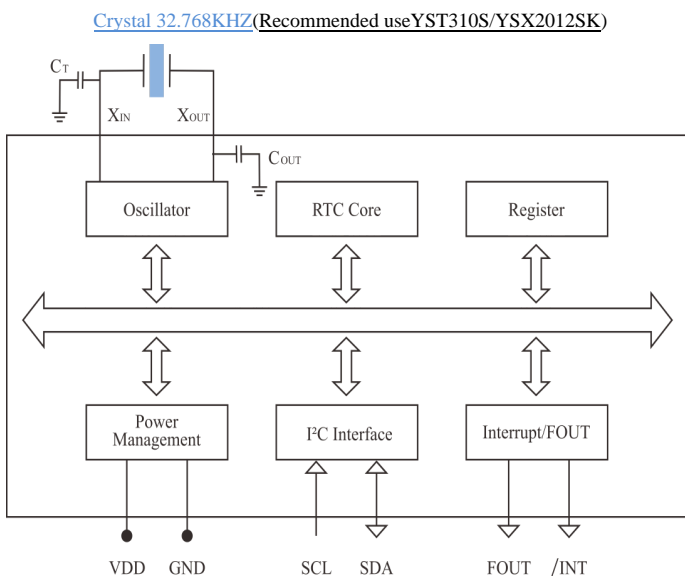 Crystal 32.768KHZ(Recommended useYST310S/YSX2012SK)
CT
XIN XOUT
COUT
Oscillator RTC Core Register
Power
Management
I²C Interface Interrupt/FOUT
VDD GND SCL SDA FOUT /INT